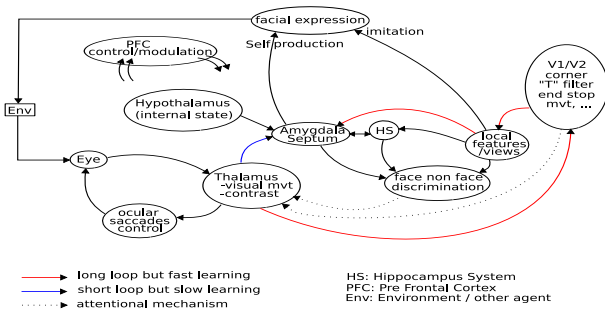 facial expression
PFC
control/modulation
Self production
imitation
V1/V2
corner
"T" filter
end stop
mvt, ...
Env
Hypothalamus
(internal state)
Amygdala
Septum
HS
local
features
/views
Eye
Thalamus
-visual mvt
-contrast
face non face
discrimination
ocular
saccades
control
long loop but fast learning
short loop but slow learning
attentional mechanism
HS: Hippocampus System
PFC: Pre Frontal Cortex
Env: Environment / other agent